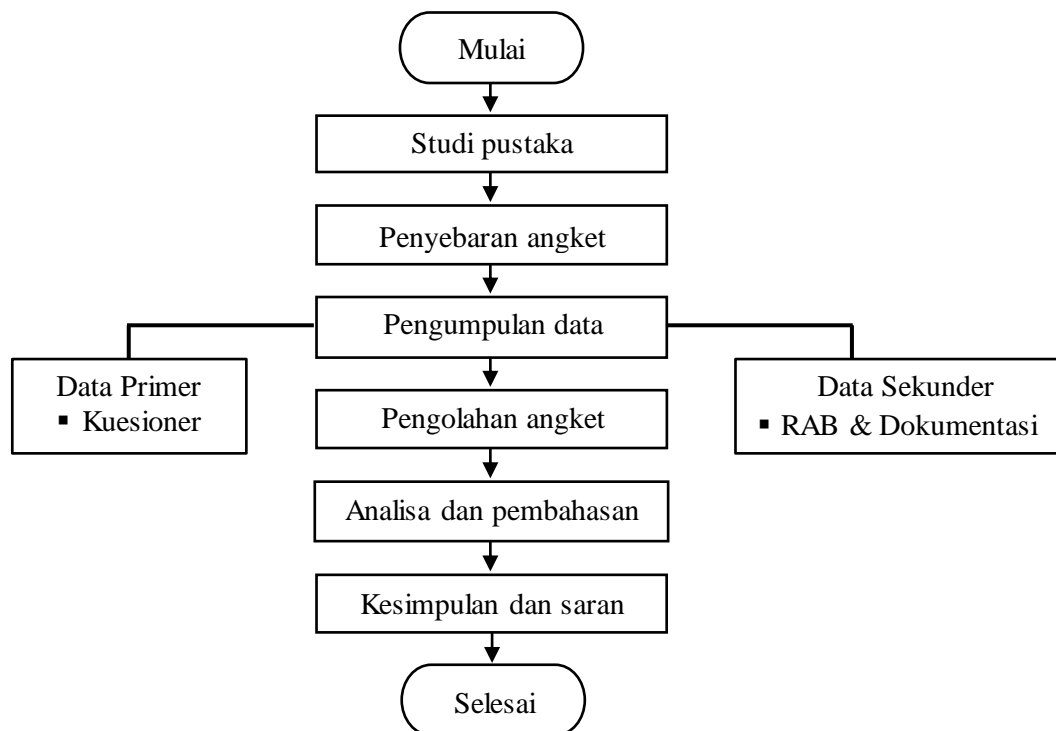 Mulai
Studi pustaka
Penyebaran angket
Pengumpulan data
Data Primer
▪ Kuesioner
Data Sekunder
▪ RAB & Dokumentasi
Pengolahan angket
Analisa dan pembahasan
Kesimpulan dan saran
Selesai